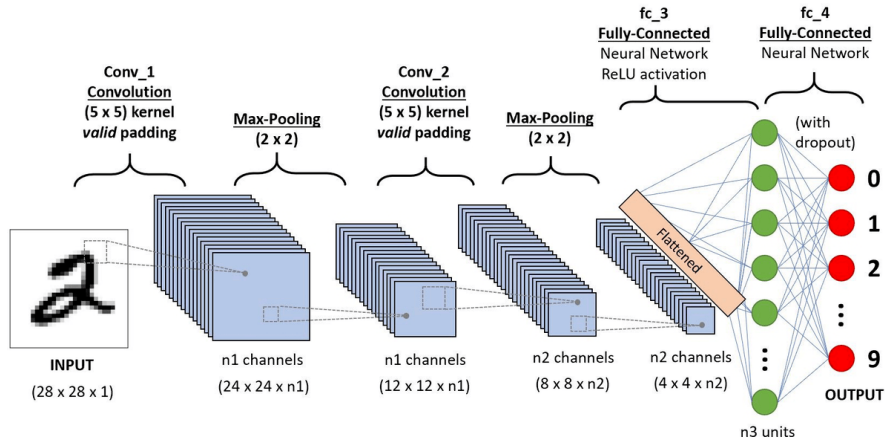 fc_3
Fully-Connected
Neural Network
ReLU activation
fc_4
Fully-Connected
Neural Network
Conv_1
Convolution
(5 x 5) kernel
valid padding
Max-Pooling
(2 x 2)
Conv_2
Convolution
(5 x 5) kernel
valid padding
Max-Pooling
(2 x 2)
(with
dropout)
Flattened
0
1
2
9
INPUT
(28 x 28 x 1)
n1 channels
(24 x 24 x n1)
n1 channels
(12 x 12 x n1)
n2 channels
(8 x 8 x n2)
n2 channels
(4 x 4 x n2)
OUTPUT
n3 units